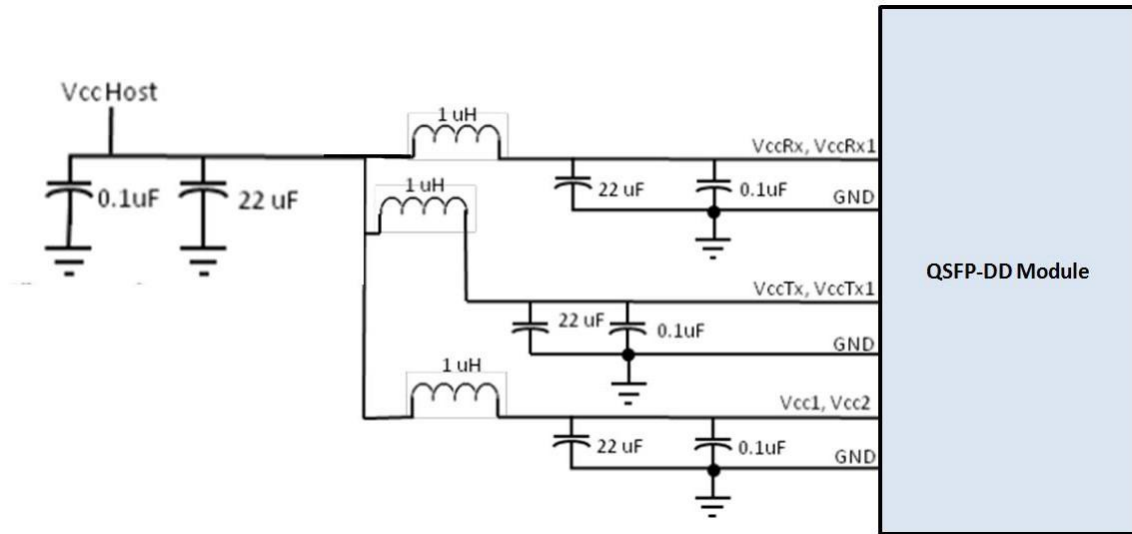 VccHost
1 uH
VccRx, VccRx1
0.1uF
22 uF
1 uH
22 uF
0.1uF
GND
QSFP-DD Module
VccTx, VccTx1
22 uF
0.1uF
GND
1 uH
Vcc1, Vcc2
22 uF
0.1uF
GND